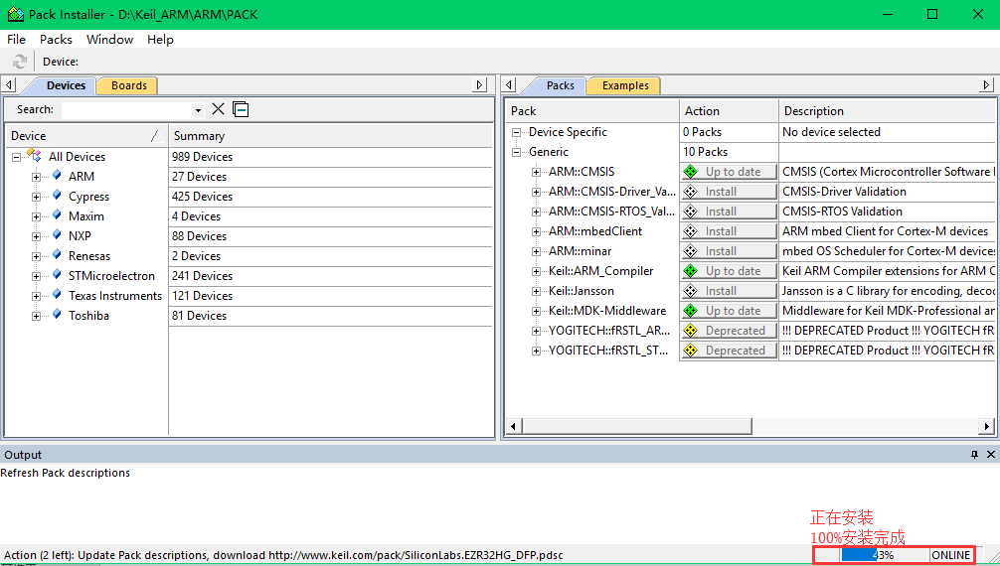 Pack Installer - D:\Keil_ARM\ARM\PACK
File Packs Window Help
Device:
Devices Boards
Search:
Device Summary
All Devices 989 Devices
ARM 27 Devices
Cypress 425 Devices
Maxim 4 Devices
NXP 88 Devices
Renesas 2 Devices
STMicroelectron 241 Devices
Texas Instruments 121 Devices
Toshiba 81 Devices
Packs Examples
Pack Action Description
Device Specific 0 Packs No device selected
Generic 10 Packs
ARM::CMSIS Up to date CMSIS (Cortex Microcontroller Software I
ARM::CMSIS-Driver_Va... Install CMSIS-Driver Validation
ARM::CMSIS-RTOS_Val... Install CMSIS-RTOS Validation
ARM::mbedClient Install ARM mbed Client for Cortex-M devices
ARM::minar Install mbed OS Scheduler for Cortex-M devices
Keil::ARM_Compiler Up to date Keil ARM Compiler extensions for ARM C
Keil::Jansson Install Jansson is a C library for encoding, deco
Keil::MDK-Middleware Up to date Middleware for Keil MDK-Professional an
YOGITECH::fRSTL_AR... Deprecated !!! DEPRECATED Product !!! YOGITECH fR
YOGITECH::fRSTL_ST... Deprecated !!! DEPRECATED Product !!! YOGITECH fR
Output
Refresh Pack descriptions
正在安装
100%安装完成
Action (2 left): Update Pack descriptions, download http://www.keil.com/pack/SiliconLabs.EZR32HG_DFP.pdsc 43% ONLINE